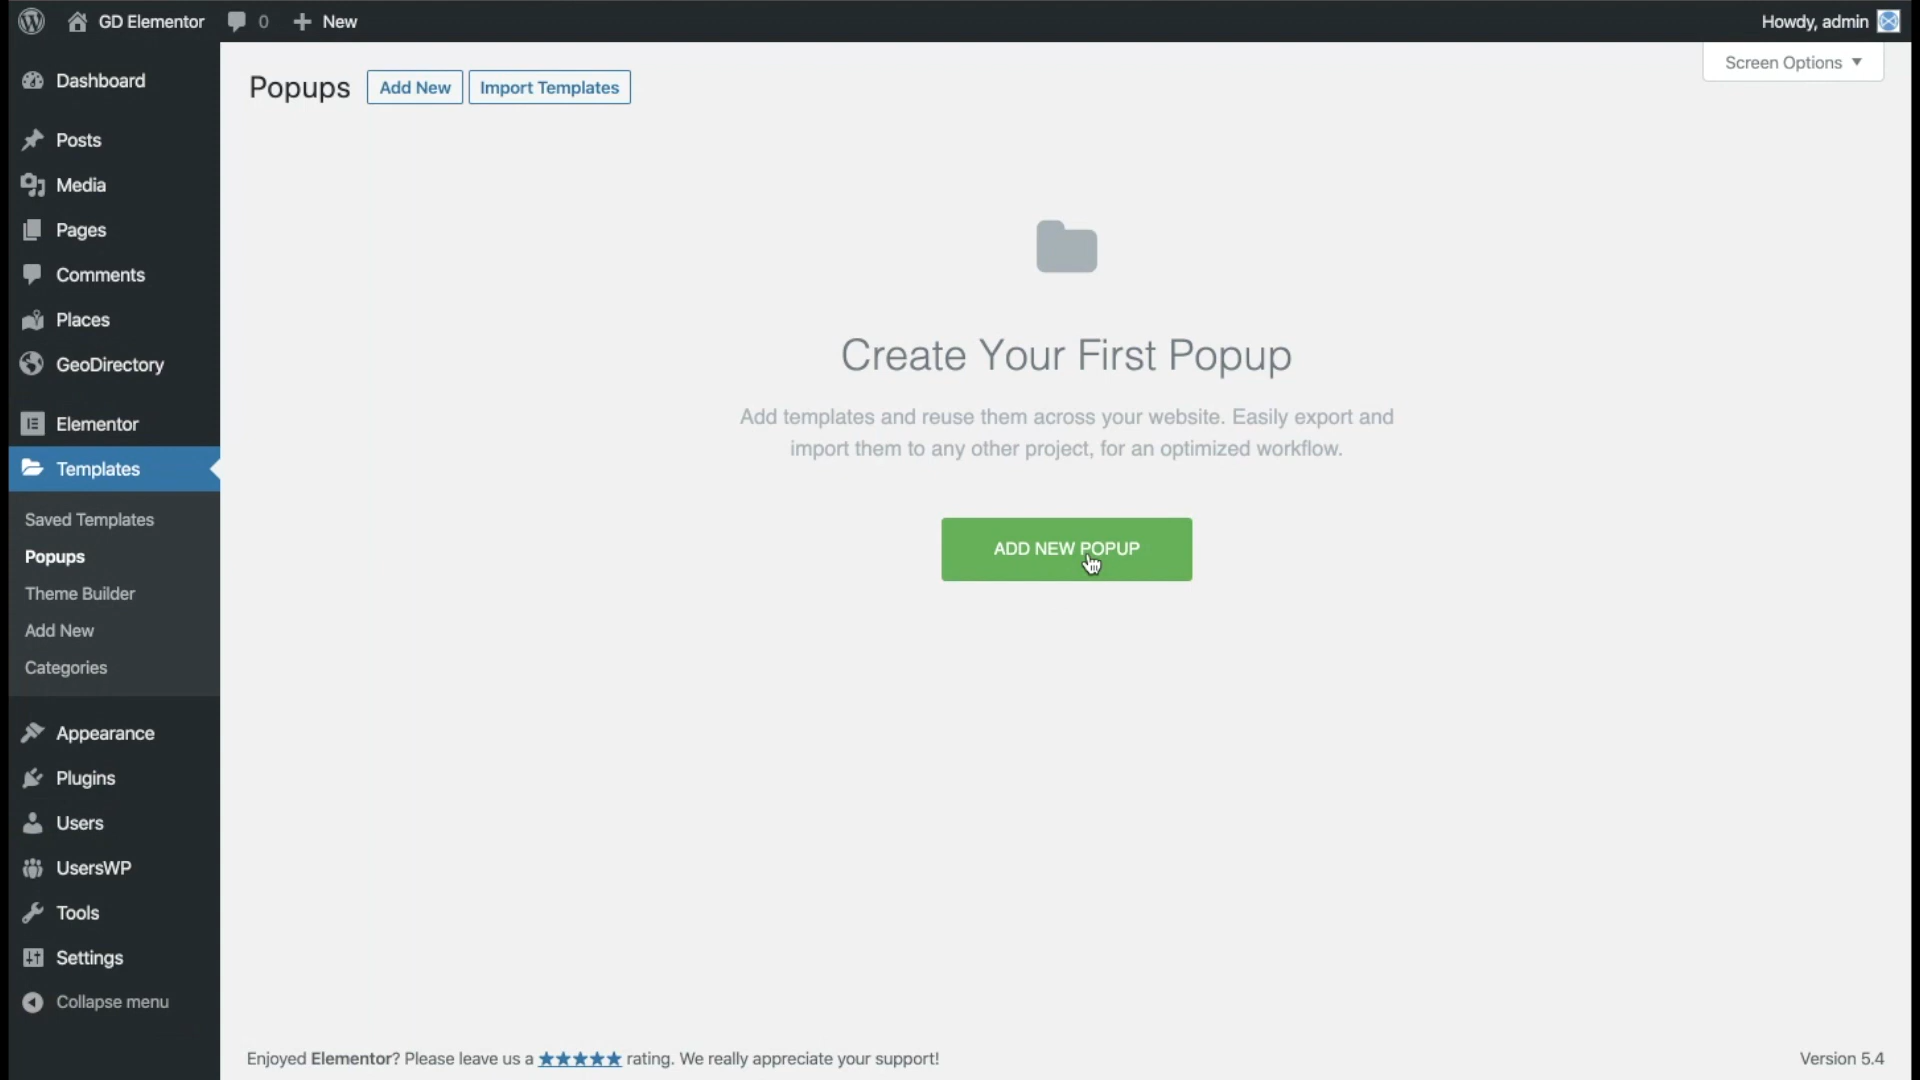 GD Elementor 0 New Howdy, admin
Screen Options ▼
Dashboard
Posts
Media
Pages
Comments
Places
GeoDirectory
Elementor
Templates
Saved Templates
Popups
Theme Builder
Add New
Categories
Appearance
Plugins
Users
UsersWP
Tools
Settings
Collapse menu
Popups Add New Import Templates
Create Your First Popup
Add templates and reuse them across your website. Easily export and
import them to any other project, for an optimized workflow.
ADD NEW POPUP
Enjoyed Elementor? Please leave us a ★★★★★ rating. We really appreciate your support! Version 5.4